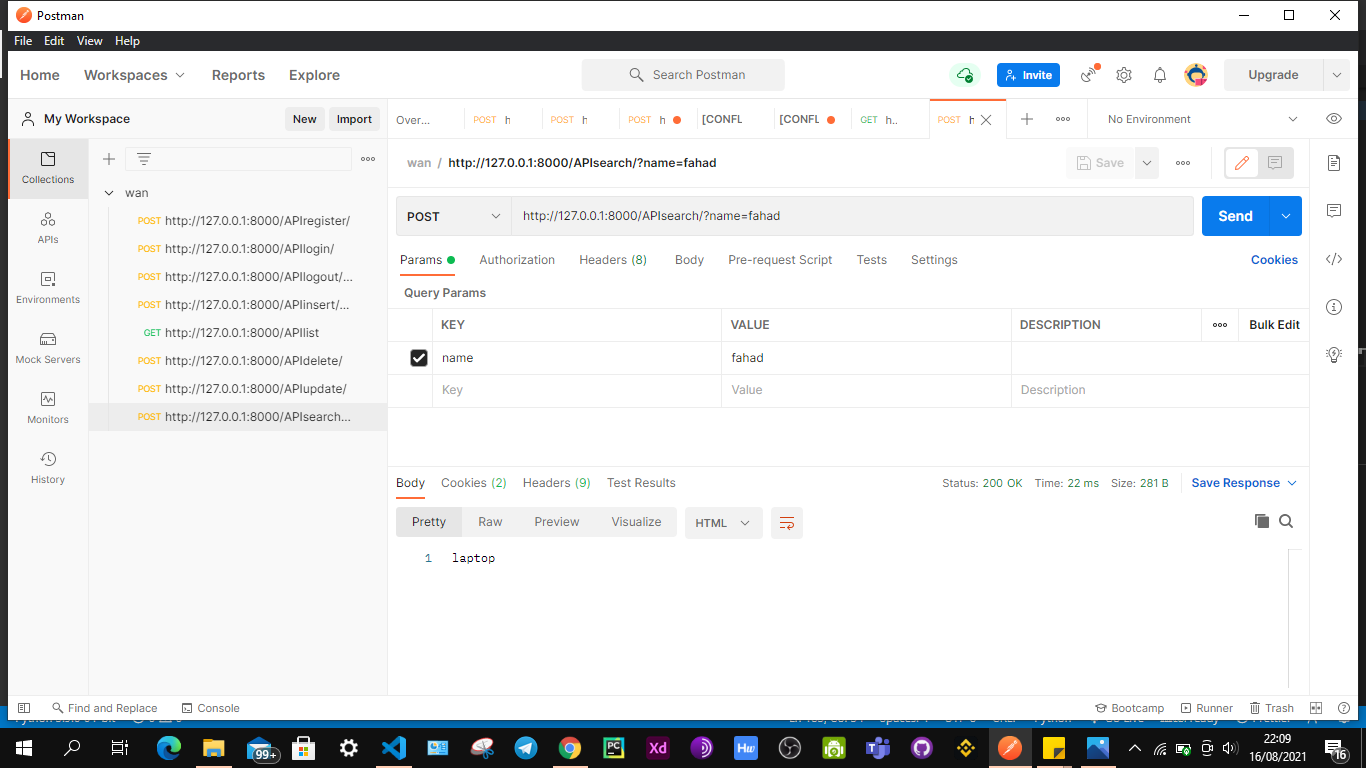 Postman
File Edit View Help
Home Workspaces Reports Explore Search Postman Invite Upgrade
My Workspace New Import Over... POST h POST h POST h [CONFL [CONFL GET h.. POST h No Environment
Collections
wan / http://127.0.0.1:8000/APIsearch/?name=fahad Save
wan
POST http://127.0.0.1:8000/APIregister/
POST http://127.0.0.1:8000/APIlogin/
POST http://127.0.0.1:8000/APIlogout/...
POST http://127.0.0.1:8000/APIinsert/...
GET http://127.0.0.1:8000/APIlist
POST http://127.0.0.1:8000/APIdelete/
POST http://127.0.0.1:8000/APIupdate/
POST http://127.0.0.1:8000/APIsearch...
APIs
Environments
Mock Servers
Monitors
History
POST http://127.0.0.1:8000/APIsearch/?name=fahad Send
Params Authorization Headers (8) Body Pre-request Script Tests Settings Cookies
Query Params
KEY VALUE DESCRIPTION Bulk Edit
name fahad
Key Value Description
Body Cookies (2) Headers (9) Test Results Status: 200 OK Time: 22 ms Size: 281 B Save Response
Pretty Raw Preview Visualize HTML
1 laptop
Find and Replace Console Bootcamp Runner Trash
99+ PC Xd Hw 22:09
16/08/2021 16